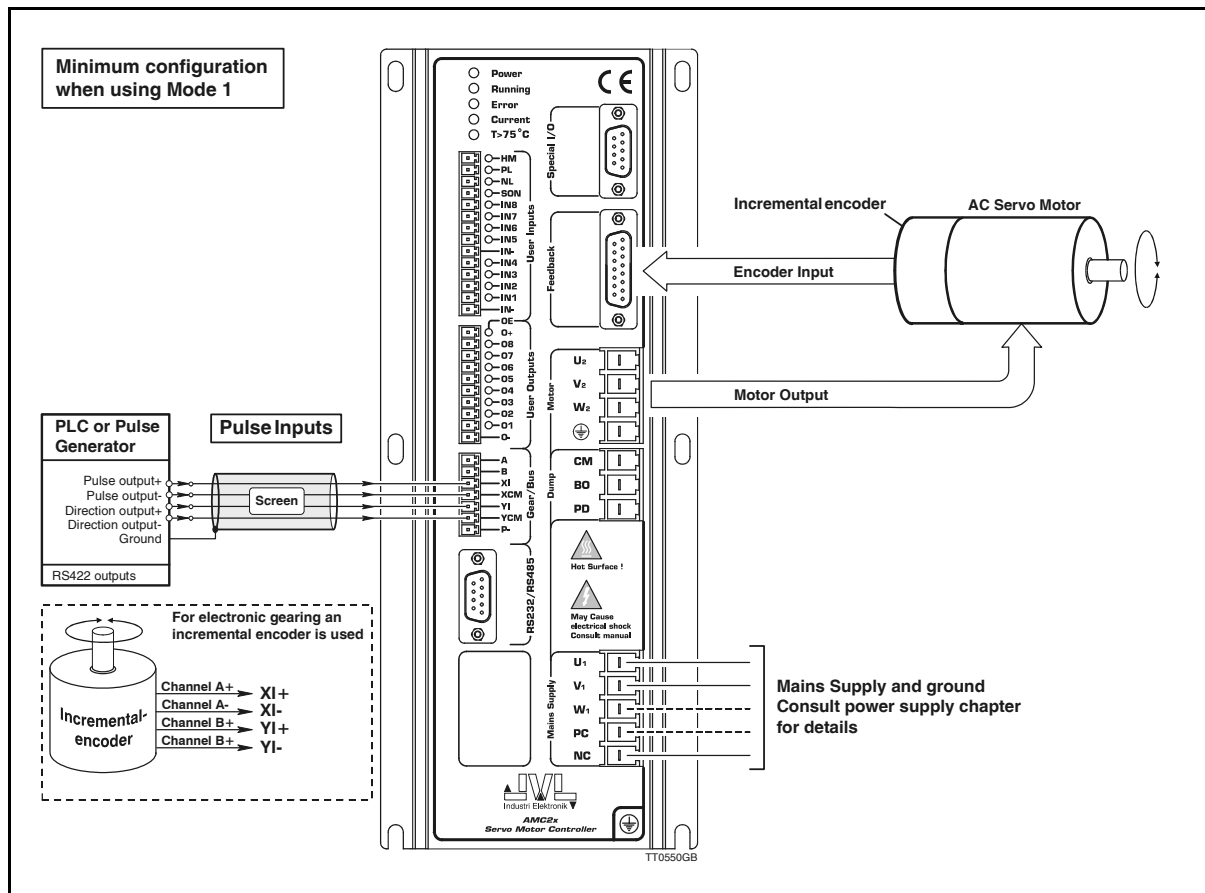 Minimum configuration
when using Mode 1
Power
Running
Error
Current
T>75°C
CE
Special I/O
HM
PL
NL
SON
IN8
IN7
IN6
IN5
IN-
IN4
IN3
IN2
IN1
IN-
User Inputs
Feedback
OE
O+
O8
O7
O6
O5
O4
O3
O2
O1
O-
User Outputs
Motor
U2
V2
W2
Dump
CM
BO
PD
A
B
XI
XCM
YI
YCM
P-
Gear/Bus
RS232/RS485
Hot Surface !
May Cause
electrical shock
Consult manual
Mains Supply
U1
V1
W1
PC
NC
JVL
Industri Elektronik
AMC2x
Servo Motor Controller
TT0550GB
Incremental encoder
AC Servo Motor
Encoder Input
Motor Output
PLC or Pulse
Generator
Pulse output+
Pulse output-
Direction output+
Direction output-
Ground
RS422 outputs
Pulse Inputs
Screen
For electronic gearing an
incremental encoder is used
Incremental-
encoder
Channel A+ XI+
Channel A- XI-
Channel B+ YI+
Channel B+ YI-
Mains Supply and ground
Consult power supply chapter
for details